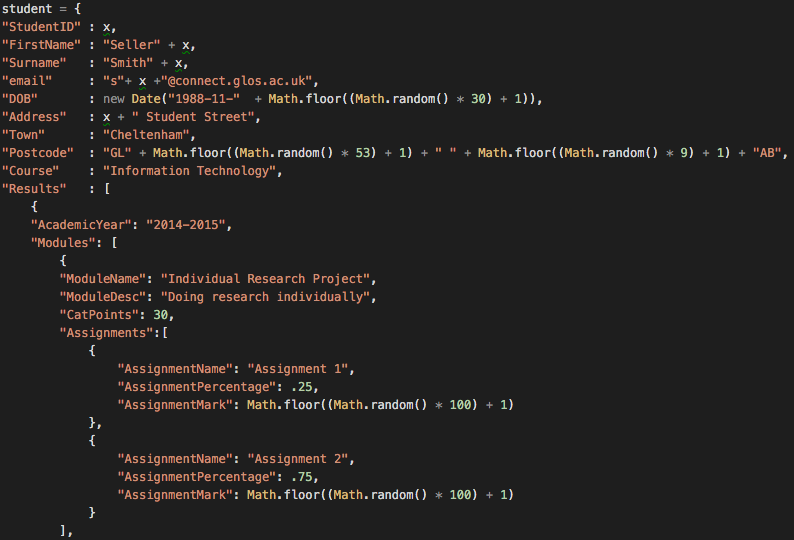 student = {
"StudentID" : x,
"FirstName" : "Seller" + x,
"Surname"   : "Smith" + x,
"email"     : "s"+ x +"@connect.glos.ac.uk",
"DOB"       : new Date("1988-11-"  + Math.floor((Math.random() * 30) + 1)),
"Address"   : x + " Student Street",
"Town"      : "Cheltenham",
"Postcode"  : "GL" + Math.floor((Math.random() * 53) + 1) + " " + Math.floor((Math.random() * 9) + 1) + "AB",
"Course"    : "Information Technology",
"Results"   : [
    {
    "AcademicYear": "2014-2015",
    "Modules": [
        {
        "ModuleName": "Individual Research Project",
        "ModuleDesc": "Doing research individually",
        "CatPoints": 30,
        "Assignments":[
            {
                "AssignmentName": "Assignment 1",
                "AssignmentPercentage": .25,
                "AssignmentMark": Math.floor((Math.random() * 100) + 1)
            },
            {
                "AssignmentName": "Assignment 2",
                "AssignmentPercentage": .75,
                "AssignmentMark": Math.floor((Math.random() * 100) + 1)
            }
        ],